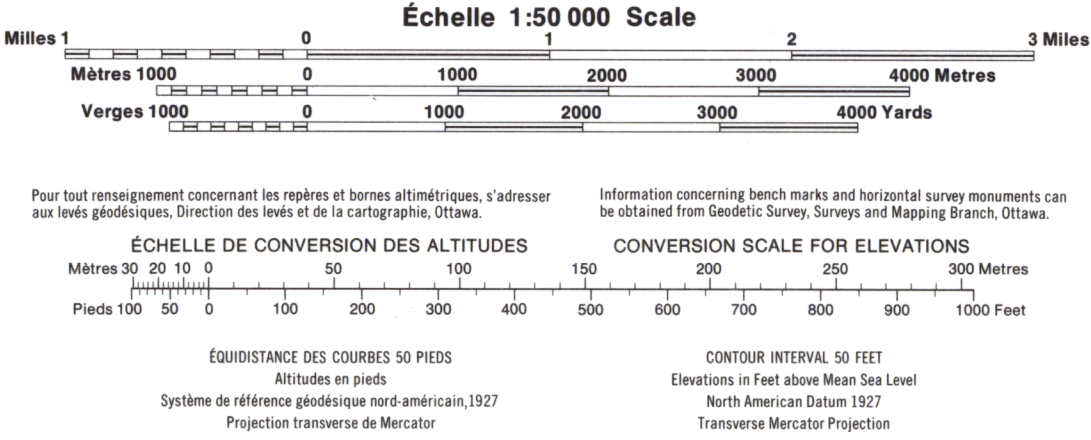 Échelle 1:50 000 Scale
Milles 1 0 1 2 3 Miles
Mètres 1000 0 1000 2000 3000 4000 Metres
Verges 1000 0 1000 2000 3000 4000 Yards
Pour tout renseignement concernant les repères et bornes altimétriques, s'adresser
aux levés géodésiques, Direction des levés et de la cartographie, Ottawa.
Information concerning bench marks and horizontal survey monuments can
be obtained from Geodetic Survey, Surveys and Mapping Branch, Ottawa.
ÉCHELLE DE CONVERSION DES ALTITUDES CONVERSION SCALE FOR ELEVATIONS
Mètres 30 20 10 0 50 100 150 200 250 300 Metres
Pieds 100 50 0 100 200 300 400 500 600 700 800 900 1000 Feet
ÉQUIDISTANCE DES COURBES 50 PIEDS
Altitudes en pieds
Système de référence géodésique nord-américain,1927
Projection transverse de Mercator
CONTOUR INTERVAL 50 FEET
Elevations in Feet above Mean Sea Level
North American Datum 1927
Transverse Mercator Projection